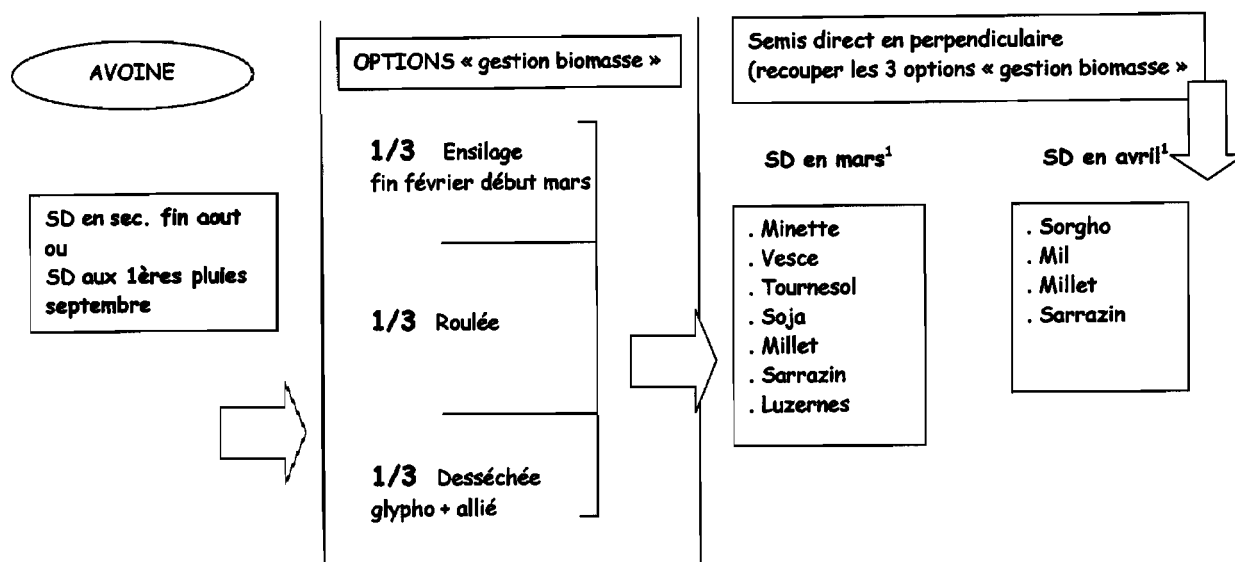 AVOINE
SD en sec. fin aout
ou
SD aux 1ères pluies
septembre
OPTIONS « gestion biomasse »
1/3 Ensilage
fin février début mars
1/3 Roulée
1/3 Desséchée
glypho + allié
Semis direct en perpendiculaire
(recouper les 3 options « gestion biomasse »
SD en mars¹
. Minette
. Vesce
. Tournesol
. Soja
. Millet
. Sarrazin
. Luzernes
SD en avril¹
. Sorgho
. Mil
. Millet
. Sarrazin